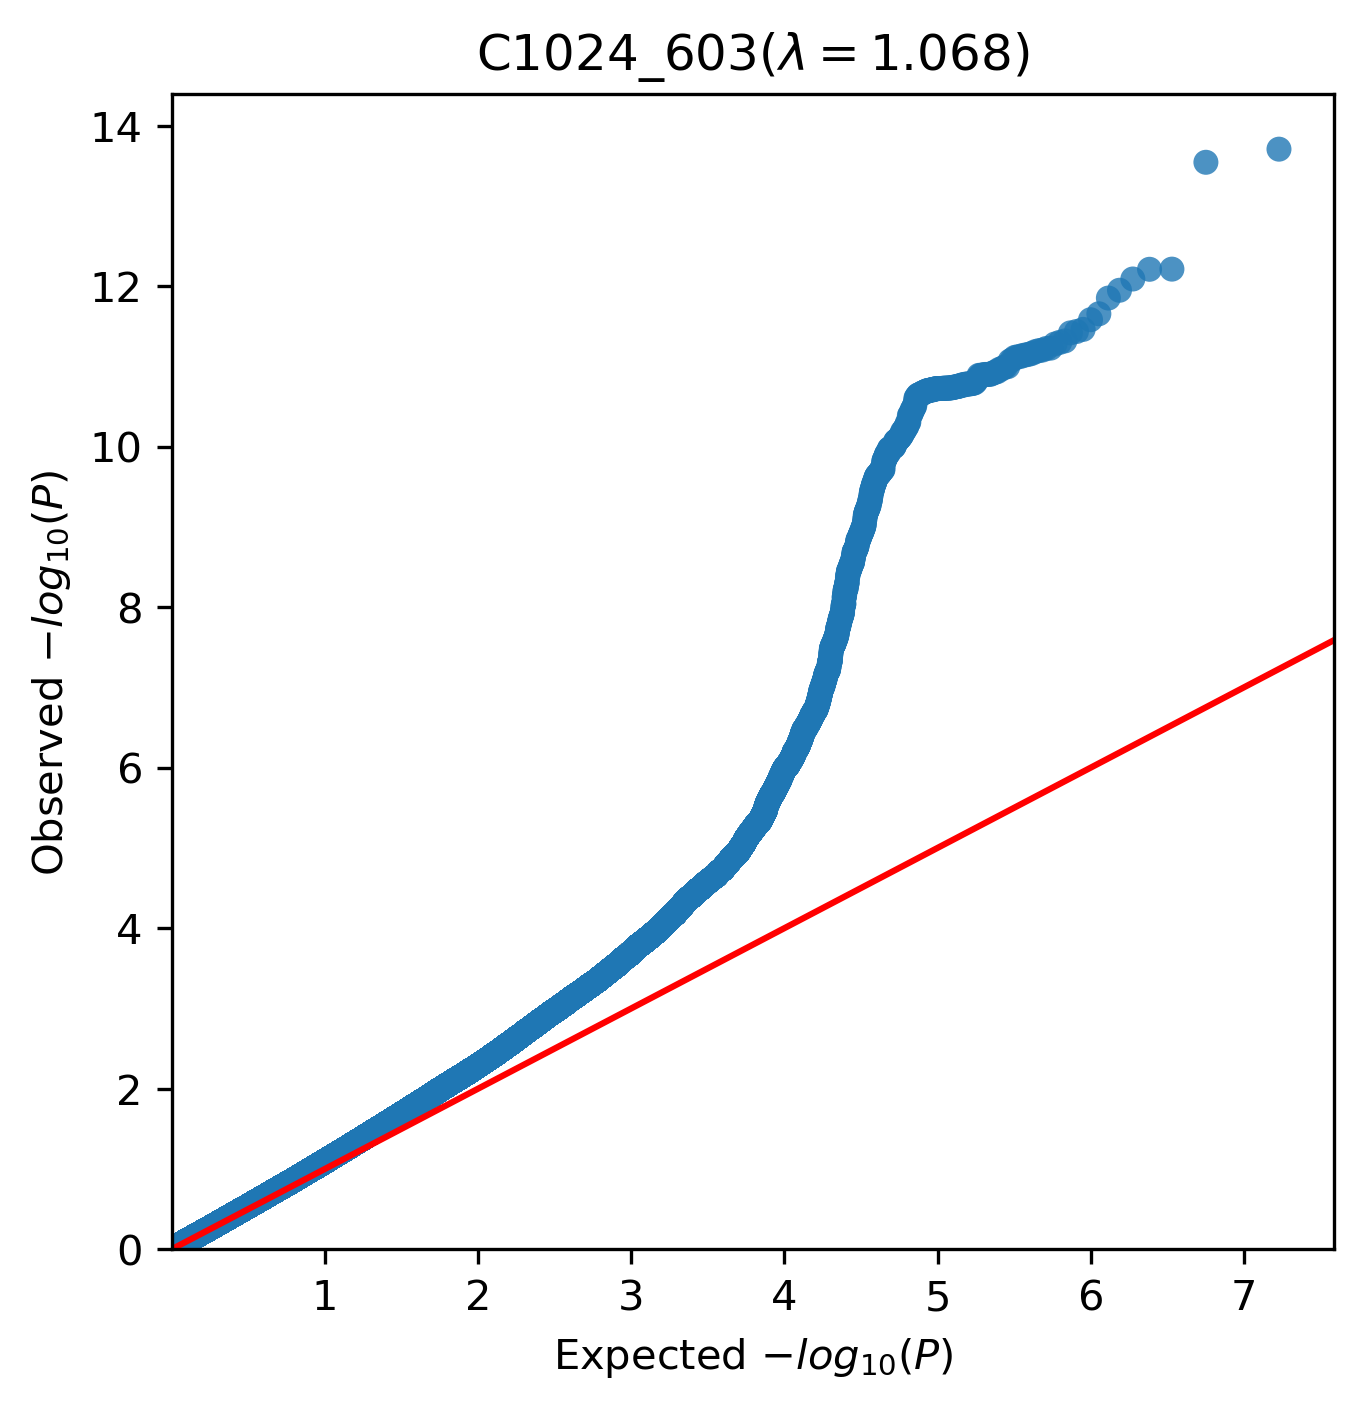 C1024_603(λ = 1.068)
14
12
10
8
6
4
2
0
Observed −log₁₀(P)
1 2 3 4 5 6 7
Expected −log₁₀(P)